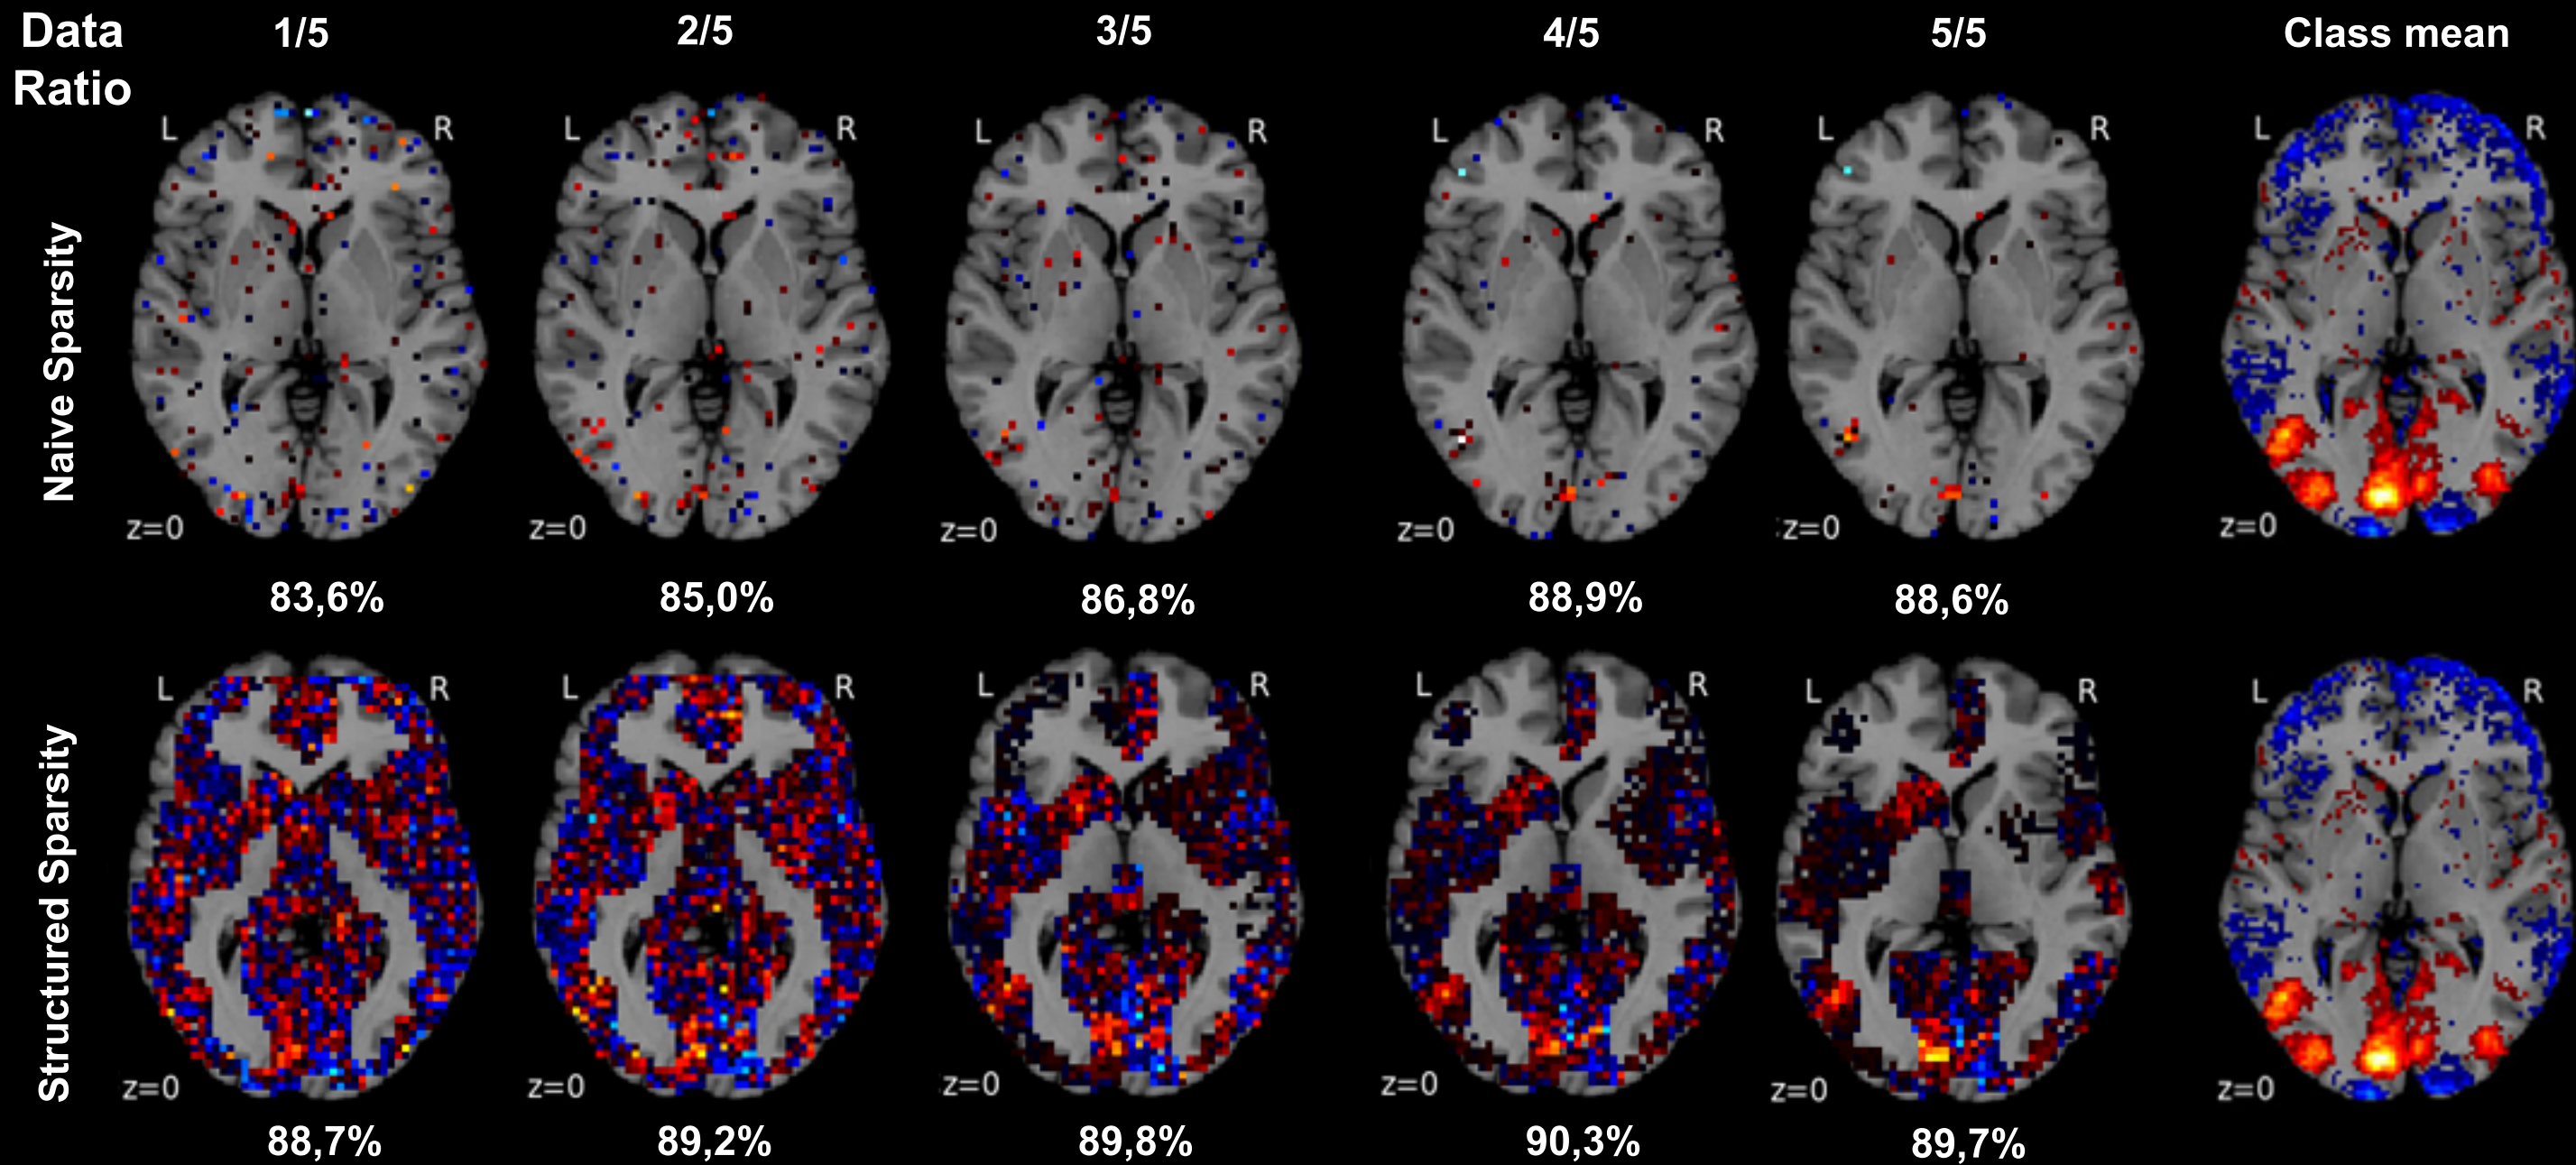 Data Ratio
1/5
2/5
3/5
4/5
5/5
Class mean
Naive Sparsity
L R
L R
L R
L R
L R
L R
z=0
z=0
z=0
z=0
z=0
z=0
83,6%
85,0%
86,8%
88,9%
88,6%
Structured Sparsity
L R
L R
L R
L R
L R
L R
z=0
z=0
z=0
z=0
z=0
z=0
88,7%
89,2%
89,8%
90,3%
89,7%